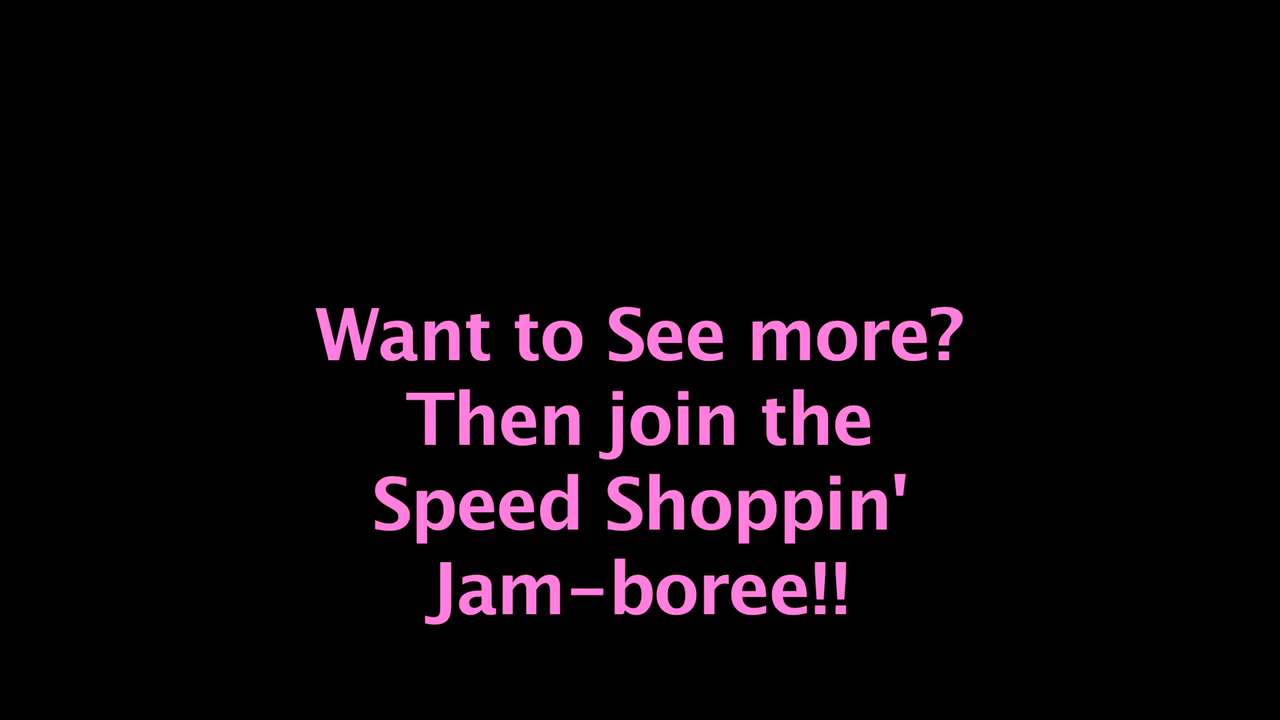 Want to See more?
Then join the
Speed Shoppin'
Jam-boree!!